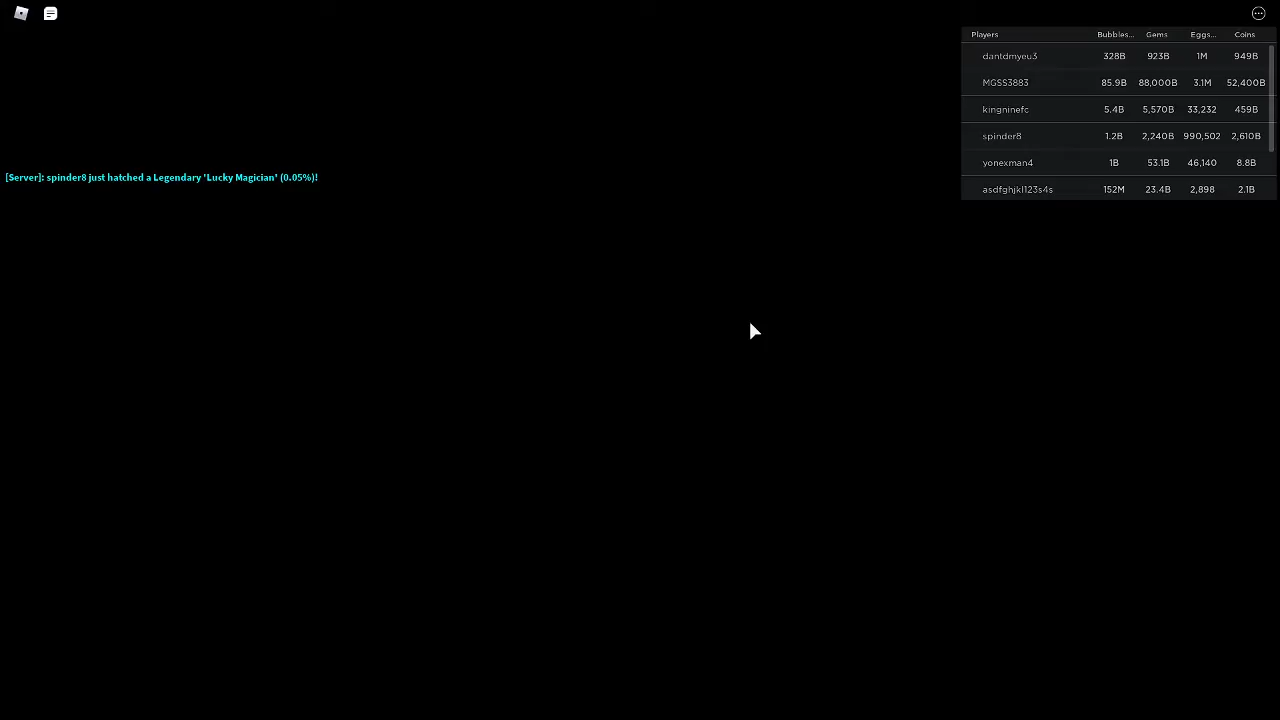 Players Bubbles... Gems Eggs... Coins
dantdmyeu3 328B 923B 1M 949B
MGSS3883 85.9B 88,000B 3.1M 52,400B
kingninefc 5.4B 5,570B 33,232 459B
spinder8 1.2B 2,240B 990,502 2,610B
yonexman4 1B 53.1B 46,140 8.8B
asdfghjkl123s4s 152M 23.4B 2,898 2.1B
[Server]: spinder8 just hatched a Legendary 'Lucky Magician' (0.05%)!